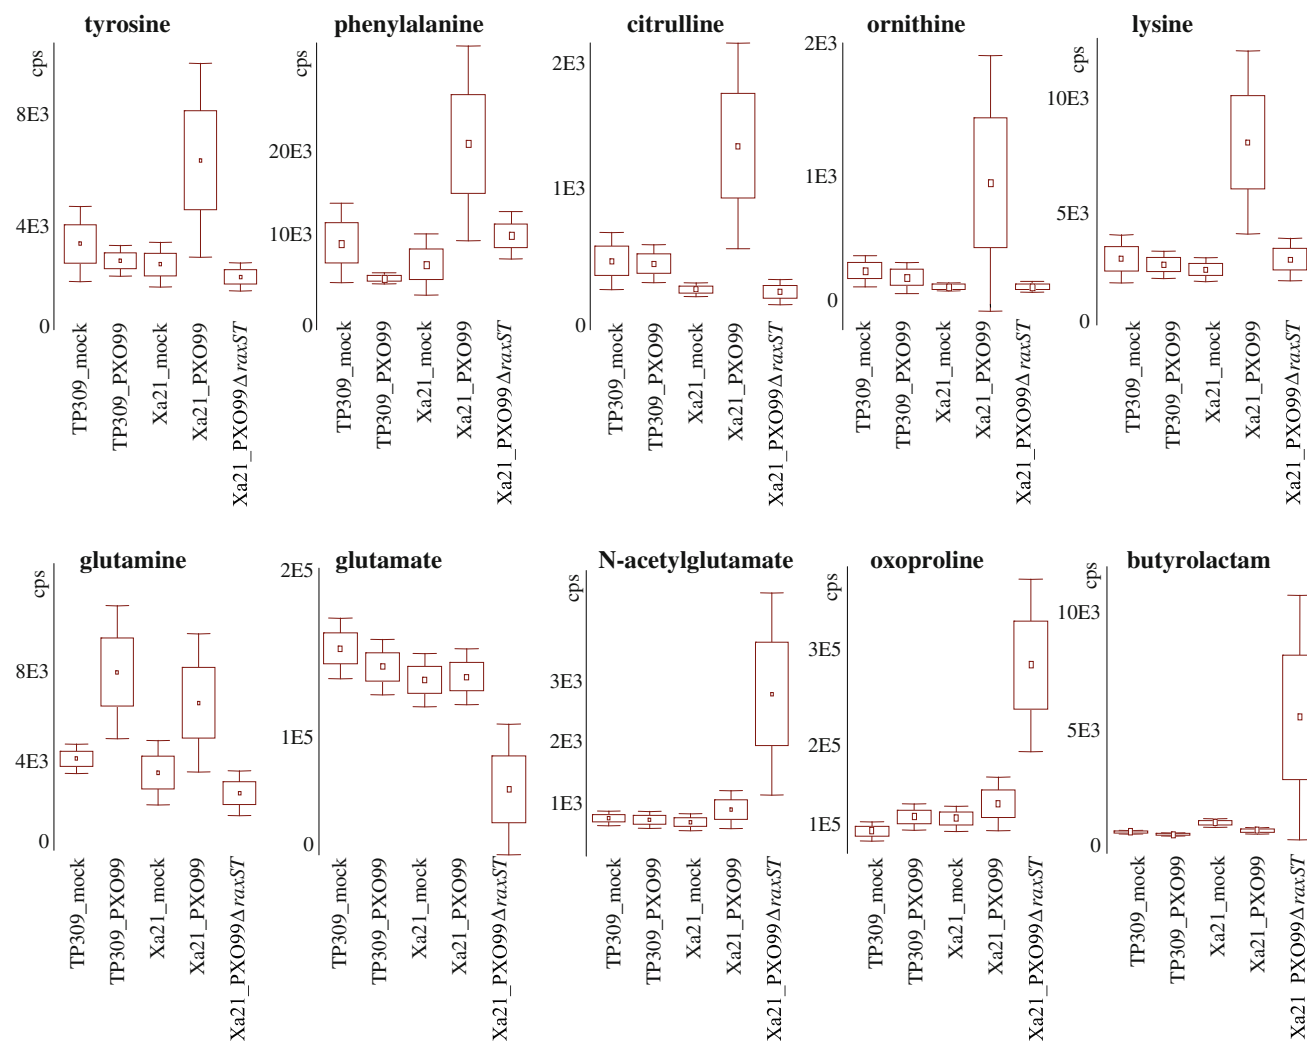 tyrosine
cps
8E3
4E3
0
TP309_mock
TP309_PXO99
Xa21_mock
Xa21_PXO99
Xa21_PXO99ΔraxST
phenylalanine
cps
20E3
10E3
0
TP309_mock
TP309_PXO99
Xa21_mock
Xa21_PXO99
Xa21_PXO99ΔraxST
citrulline
2E3
1E3
0
TP309_mock
TP309_PXO99
Xa21_mock
Xa21_PXO99
Xa21_PXO99ΔraxST
ornithine
2E3
1E3
0
TP309_mock
TP309_PXO99
Xa21_mock
Xa21_PXO99
Xa21_PXO99ΔraxST
lysine
cps
10E3
5E3
0
TP309_mock
TP309_PXO99
Xa21_mock
Xa21_PXO99
Xa21_PXO99ΔraxST
glutamine
cps
8E3
4E3
0
TP309_mock
TP309_PXO99
Xa21_mock
Xa21_PXO99
Xa21_PXO99ΔraxST
glutamate
2E5
1E5
0
TP309_mock
TP309_PXO99
Xa21_mock
Xa21_PXO99
Xa21_PXO99ΔraxST
N-acetylglutamate
cps
3E3
2E3
1E3
TP309_mock
TP309_PXO99
Xa21_mock
Xa21_PXO99
Xa21_PXO99ΔraxST
oxoproline
cps
3E5
2E5
1E5
TP309_mock
TP309_PXO99
Xa21_mock
Xa21_PXO99
Xa21_PXO99ΔraxST
butyrolactam
cps
10E3
5E3
0
TP309_mock
TP309_PXO99
Xa21_mock
Xa21_PXO99
Xa21_PXO99ΔraxST